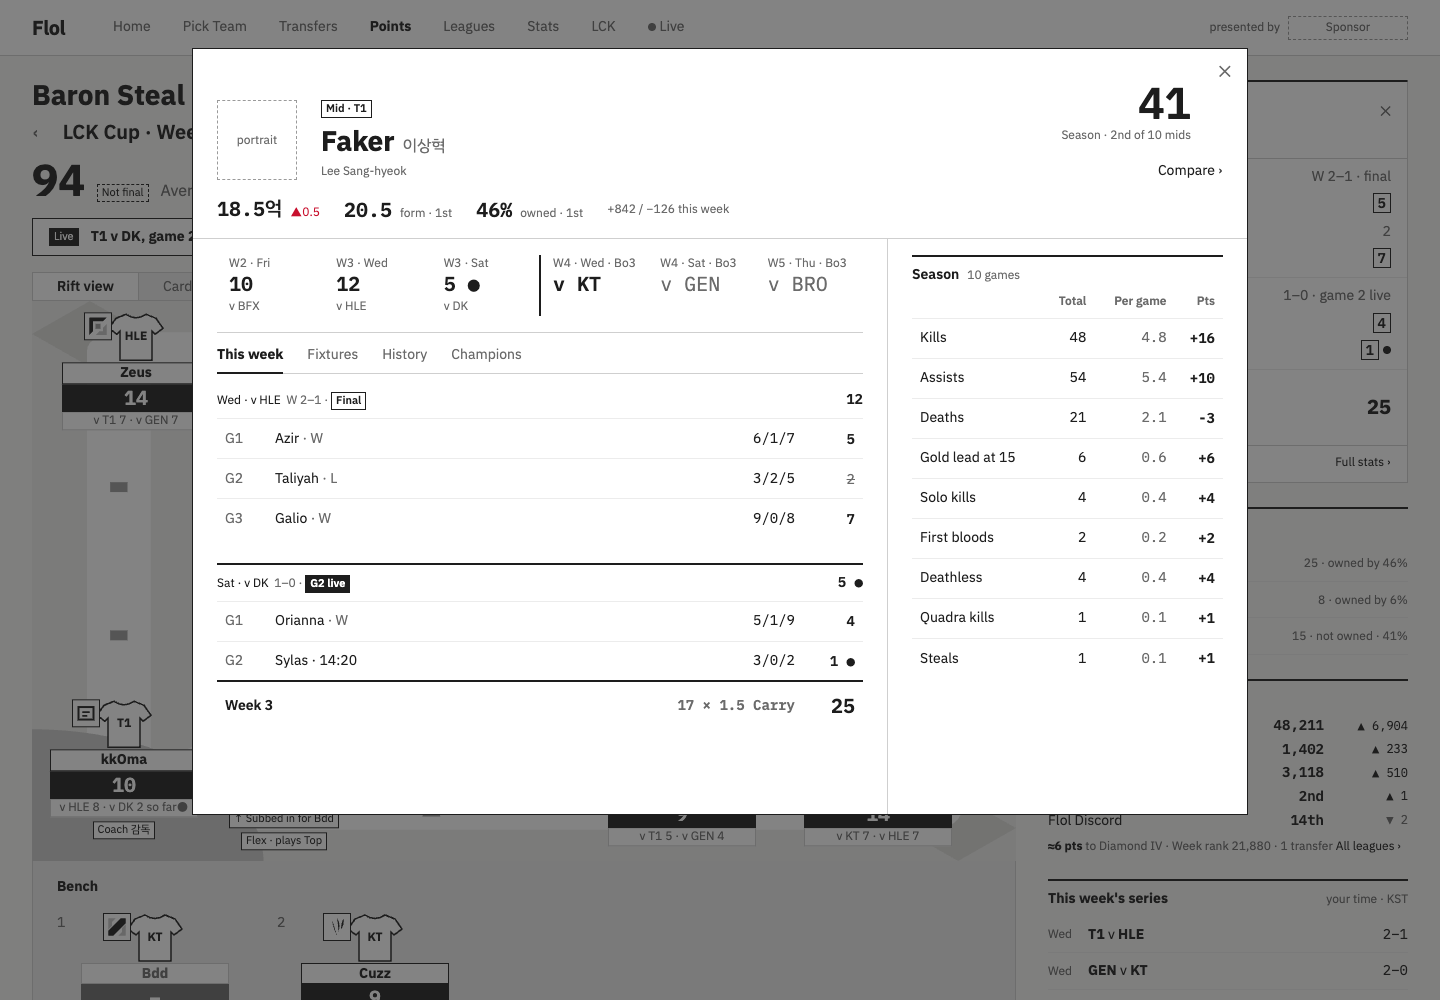 Flol Home Pick Team Transfers Points Leagues Stats LCK ● Live presented by Sponsor
Baron Steal
‹ LCK Cup · Wee
94 Not final Aver
Live T1 v DK, game 2
Rift view Card
HLE
Zeus
14
v T1 7 · v GEN 7
T1
kkOma
10
v HLE 8 · v DK 2 so far ●
Coach 감독
×
portrait
Mid · T1
Faker 이상혁
Lee Sang-hyeok
41
Season · 2nd of 10 mids
Compare ›
18.5억 ▲0.5 20.5 form · 1st 46% owned · 1st +842 / −126 this week
W2 · Fri W3 · Wed W3 · Sat W4 · Wed · Bo3 W4 · Sat · Bo3 W5 · Thu · Bo3
10 12 5 ● v KT v GEN v BRO
v BFX v HLE v DK
This week Fixtures History Champions
Wed · v HLE W 2–1 · Final 12
G1 Azir · W 6/1/7 5
G2 Taliyah · L 3/2/5 2
G3 Galio · W 9/0/8 7
Sat · v DK 1–0 · G2 live 5 ●
G1 Orianna · W 5/1/9 4
G2 Sylas · 14:20 3/0/2 1 ●
Week 3 17 × 1.5 Carry 25
Season 10 games
Total Per game Pts
Kills 48 4.8 +16
Assists 54 5.4 +10
Deaths 21 2.1 -3
Gold lead at 15 6 0.6 +6
Solo kills 4 0.4 +4
First bloods 2 0.2 +2
Deathless 4 0.4 +4
Quadra kills 1 0.1 +1
Steals 1 0.1 +1
×
W 2–1 · final
5
2
7
1–0 · game 2 live
4
1 ●
25
Full stats ›
25 · owned by 46%
8 · owned by 6%
15 · not owned · 41%
48,211 ▲ 6,904
1,402 ▲ 233
3,118 ▲ 510
2nd ▲ 1
Flol Discord 14th ▼ 2
≈6 pts to Diamond IV · Week rank 21,880 · 1 transfer All leagues ›
This week's series your time · KST
Wed T1 v HLE 2–1
Wed GEN v KT 2–0
↑ Subbed in for Bdd
Flex · plays Top
v T1 5 · v GEN 4
v KT 7 · v HLE 7
Bench
1 KT
Bdd
2 KT
Cuzz